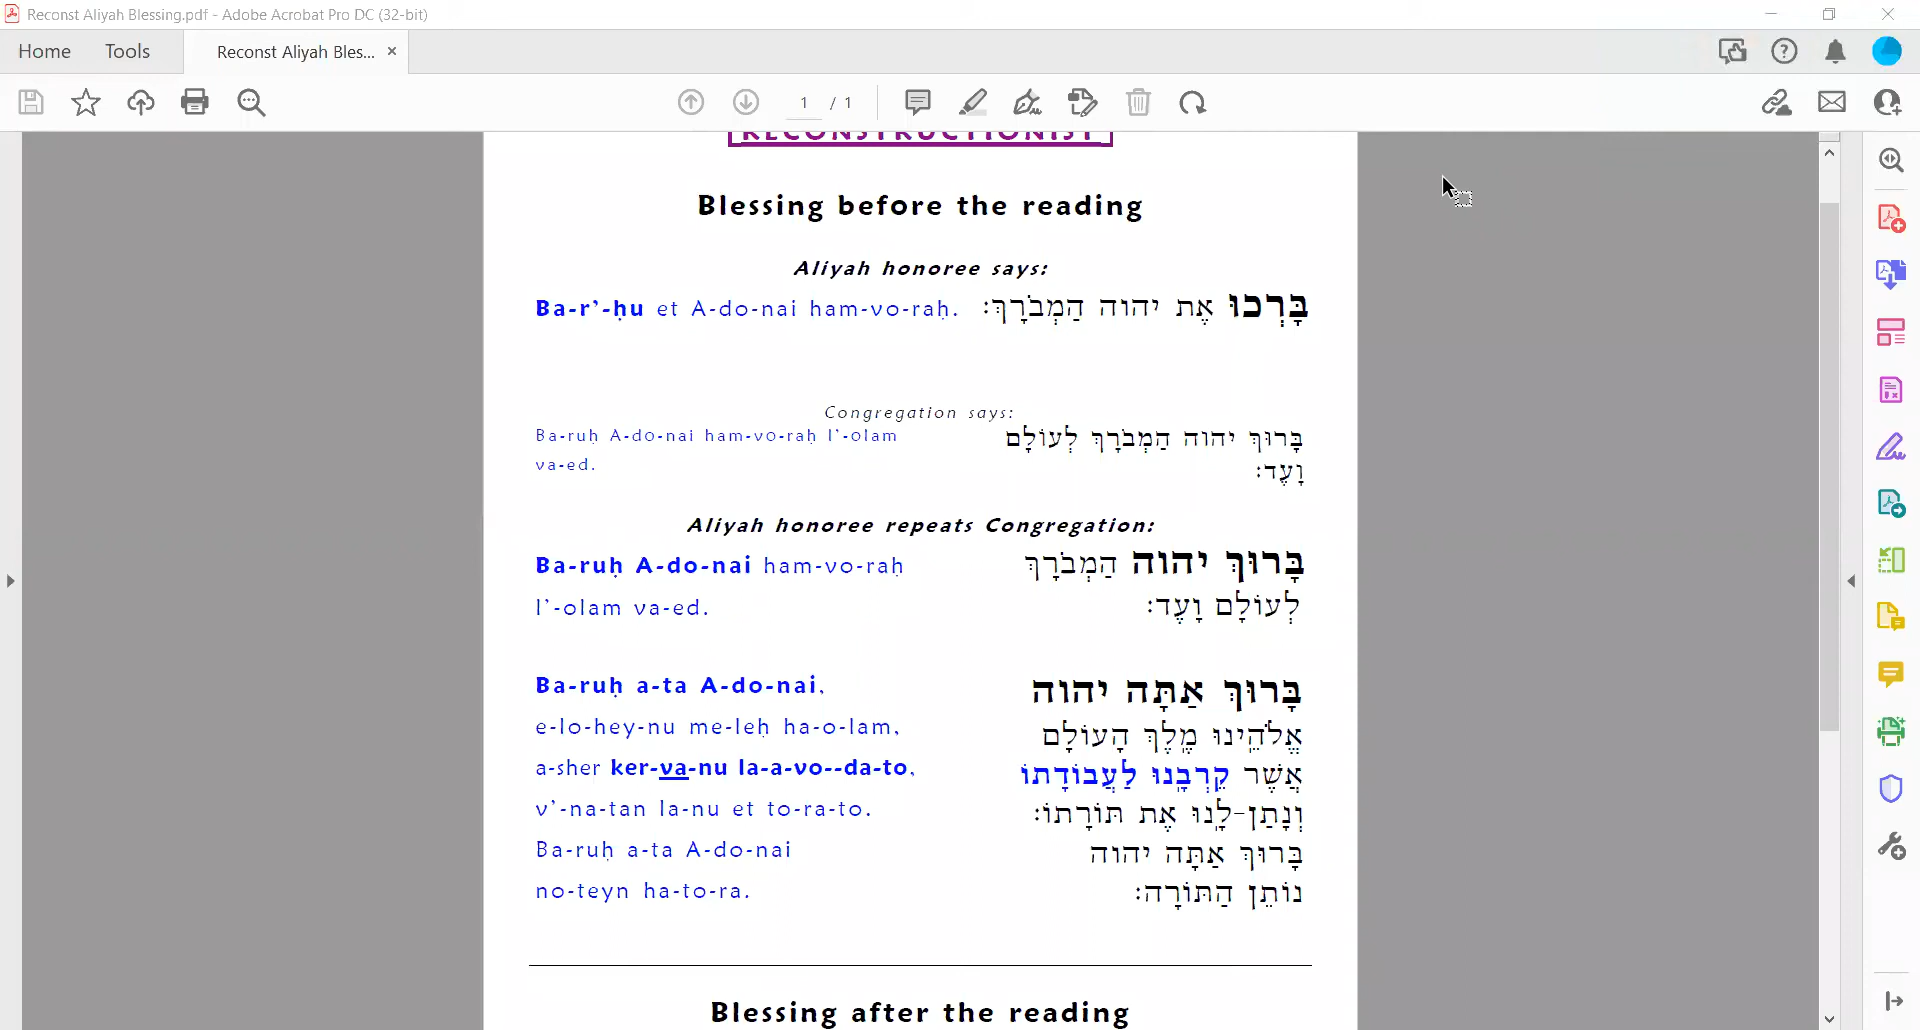 Reconst Aliyah Blessing.pdf - Adobe Acrobat Pro DC (32-bit)
Home Tools Reconst Aliyah Bles... ×
1 / 1
RECONSTRUCTIONIST
Blessing before the reading
Aliyah honoree says:
Ba-r’-ḥu et A-do-nai ham-vo-raḥ. בָּרְכוּ אֶת יהוה הַמְבֹרָךְ:
Congregation says:
Ba-ruḥ A-do-nai ham-vo-raḥ l’-olam בָּרוּךְ יהוה הַמְבֹרָךְ לְעוֹלָם
va-ed. וָעֶד:
Aliyah honoree repeats Congregation:
Ba-ruḥ A-do-nai ham-vo-raḥ בָּרוּךְ יהוה הַמְבֹרָךְ
l’-olam va-ed. לְעוֹלָם וָעֶד:
Ba-ruḥ a-ta A-do-nai, בָּרוּךְ אַתָּה יהוה
e-lo-hey-nu me-leḥ ha-o-lam, אֱלֹהֵינוּ מֶלֶךְ הָעוֹלָם
a-sher ker-va-nu la-a-vo--da-to, אֲשֶׁר קֵרְבָנוּ לַעֲבוֹדָתוֹ
v’-na-tan la-nu et to-ra-to. וְנָתַן-לָנוּ אֶת תּוֹרָתוֹ:
Ba-ruḥ a-ta A-do-nai בָּרוּךְ אַתָּה יהוה
no-teyn ha-to-ra. נוֹתֵן הַתּוֹרָה:
Blessing after the reading